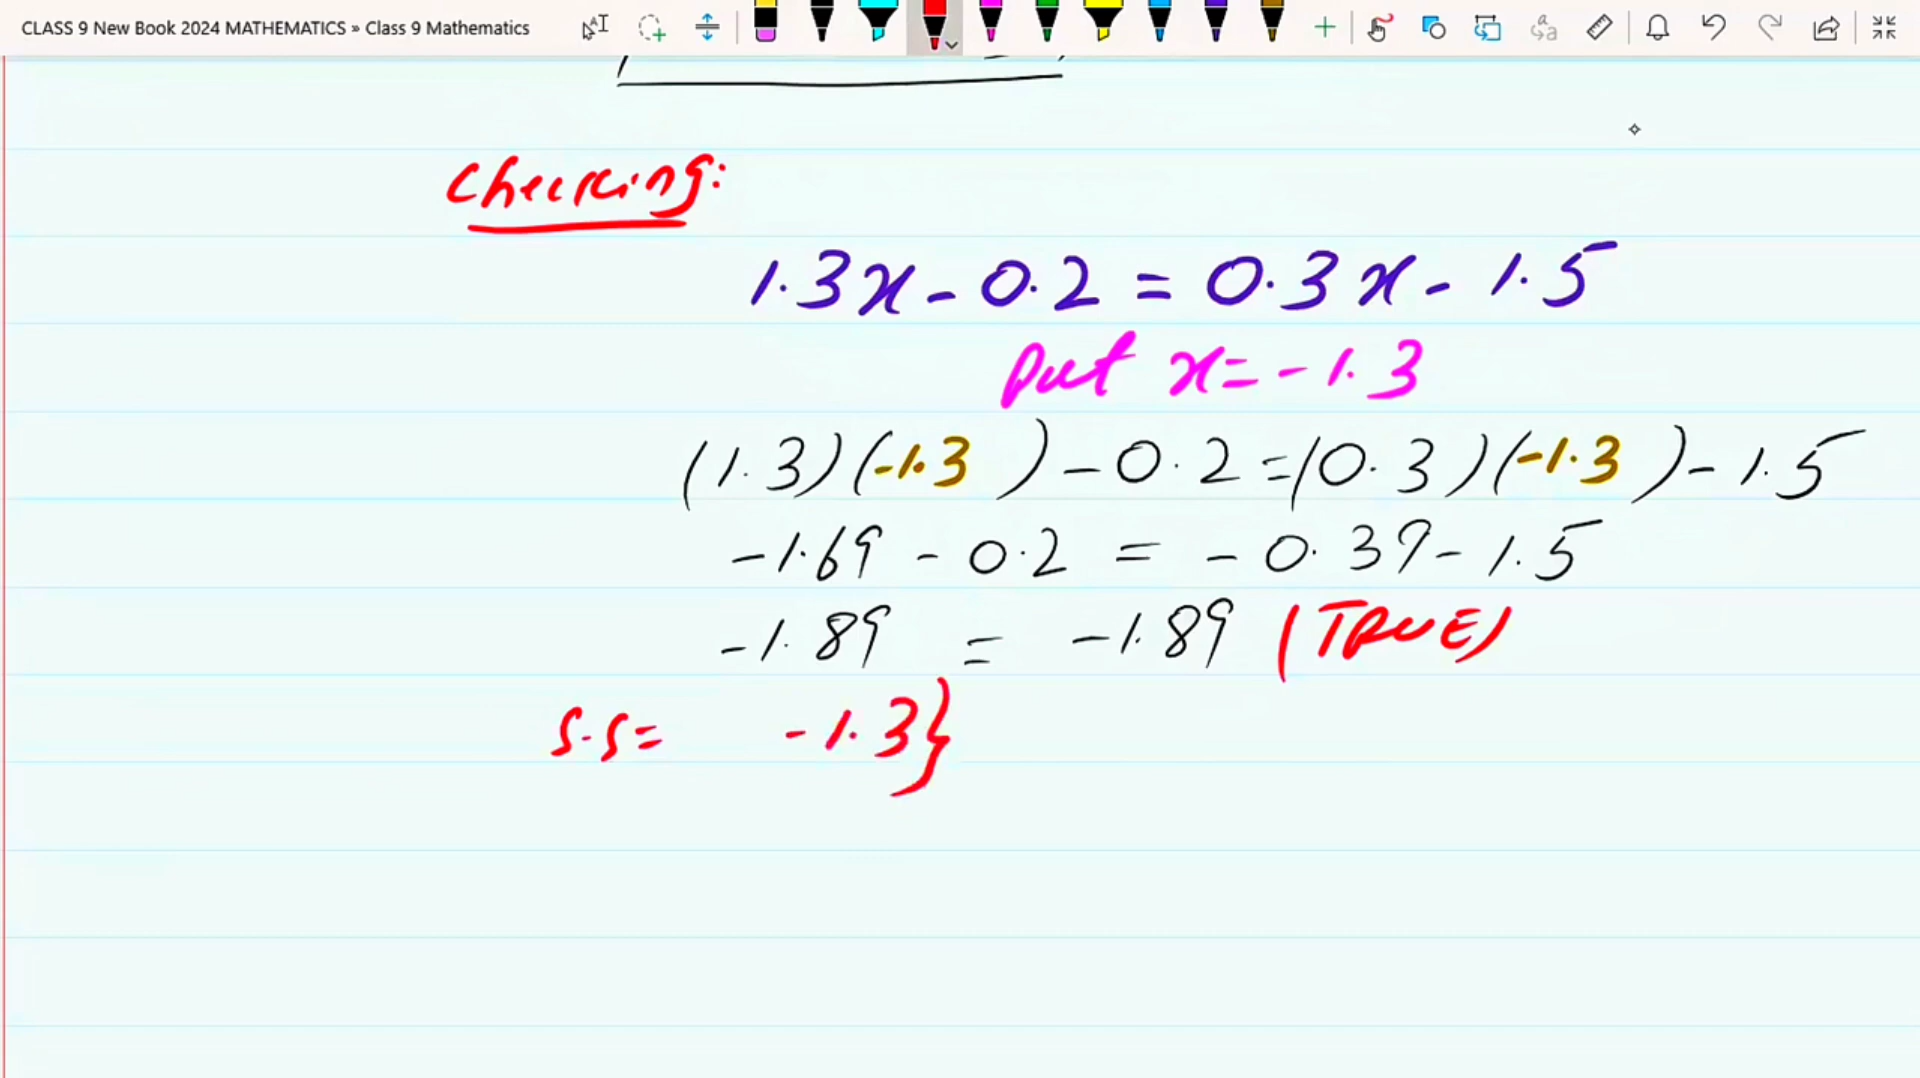 CLASS 9 New Book 2024 MATHEMATICS » Class 9 Mathematics
Checking:
1.3x - 0.2 = 0.3x - 1.5
Put x = -1.3
(1.3)(-1.3 ) - 0.2 = (0.3)(-1.3 ) - 1.5
-1.69 - 0.2 = -0.39 - 1.5
-1.89 = -1.89 (TRUE)
S.S = -1.3}